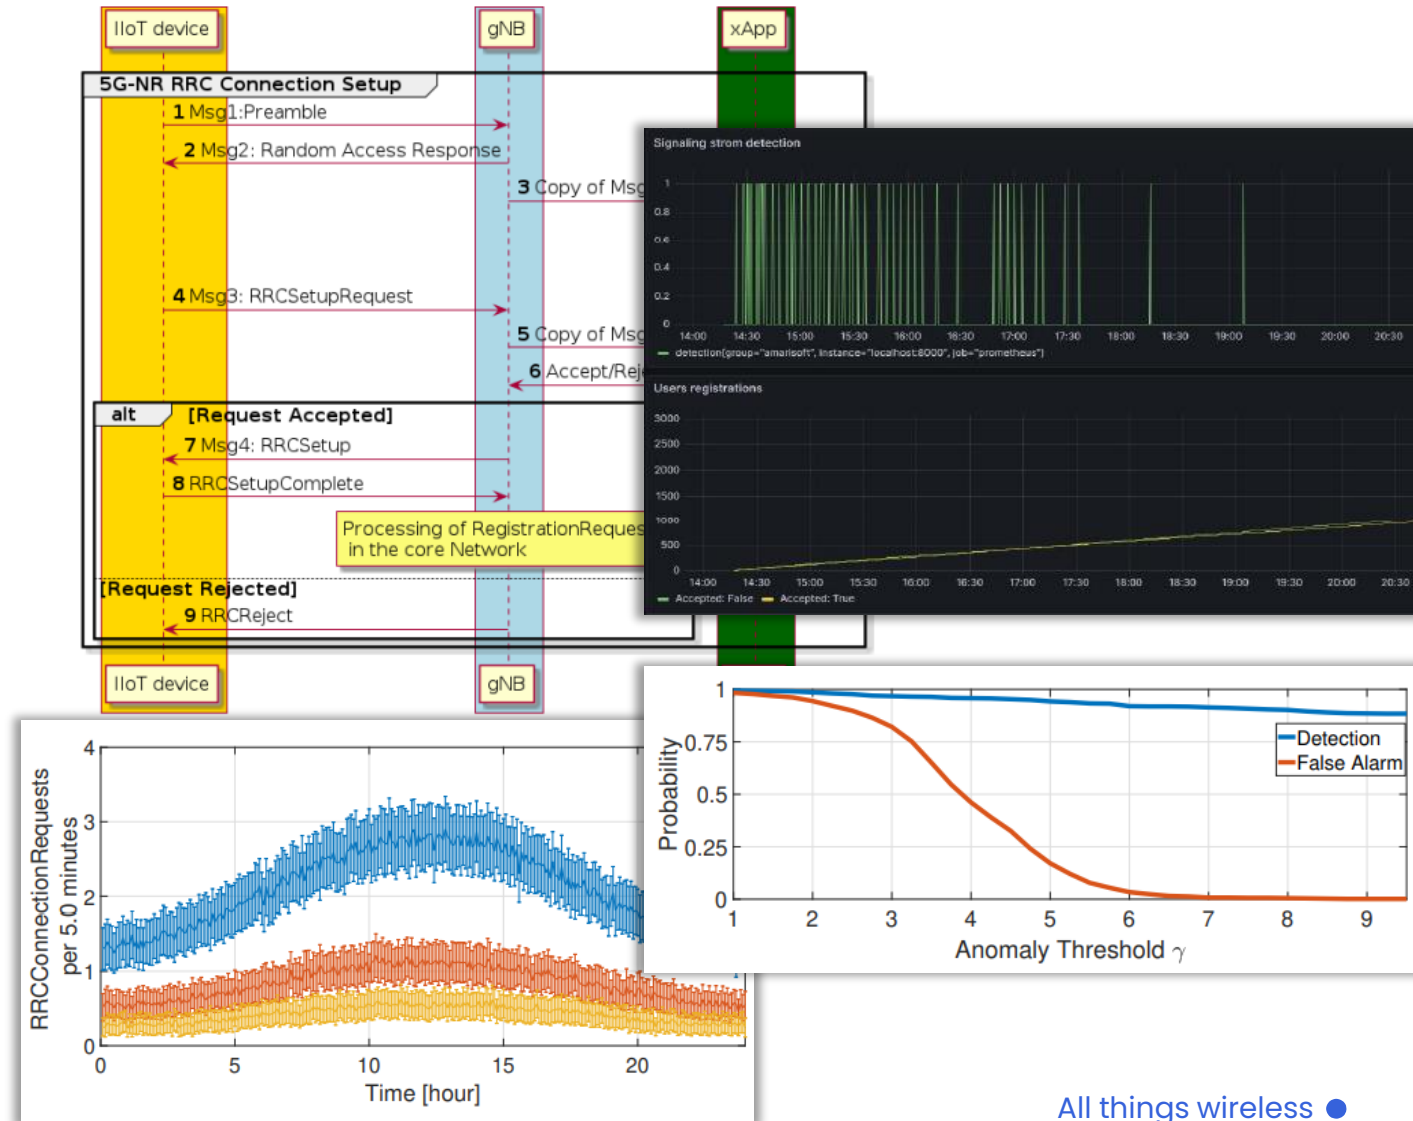 IIoT device
gNB
xApp
5G-NR RRC Connection Setup
1 Msg1:Preamble
2 Msg2: Random Access Response
3 Copy of Msg
4 Msg3: RRCSetupRequest
5 Copy of Msg
6 Accept/Rej
alt [Request Accepted]
7 Msg4: RRCSetup
8 RRCSetupComplete
Processing of RegistrationReques
in the core Network
[Request Rejected]
9 RRCReject
IIoT device
gNB
Signaling strom detection
1
0.8
0.6
0.4
0.2
0
14:00 14:30 15:00 15:30 16:00 16:30 17:00 17:30 18:00 18:30 19:00 19:30 20:00 20:30
detection{group="amarisoft", instance="localhost:8000", job="prometheus"}
Users registrations
3000
2500
2000
1500
1000
500
0
14:00 14:30 15:00 15:30 16:00 16:30 17:00 17:30 18:00 18:30 19:00 19:30 20:00 20:30
Accepted: False Accepted: True
4
3
2
1
0
RRCConnectionRequests
per 5.0 minutes
0 5 10 15 20
Time [hour]
1
0.75
0.5
0.25
0
Probability
Detection
False Alarm
1 2 3 4 5 6 7 8 9
Anomaly Threshold γ
All things wireless